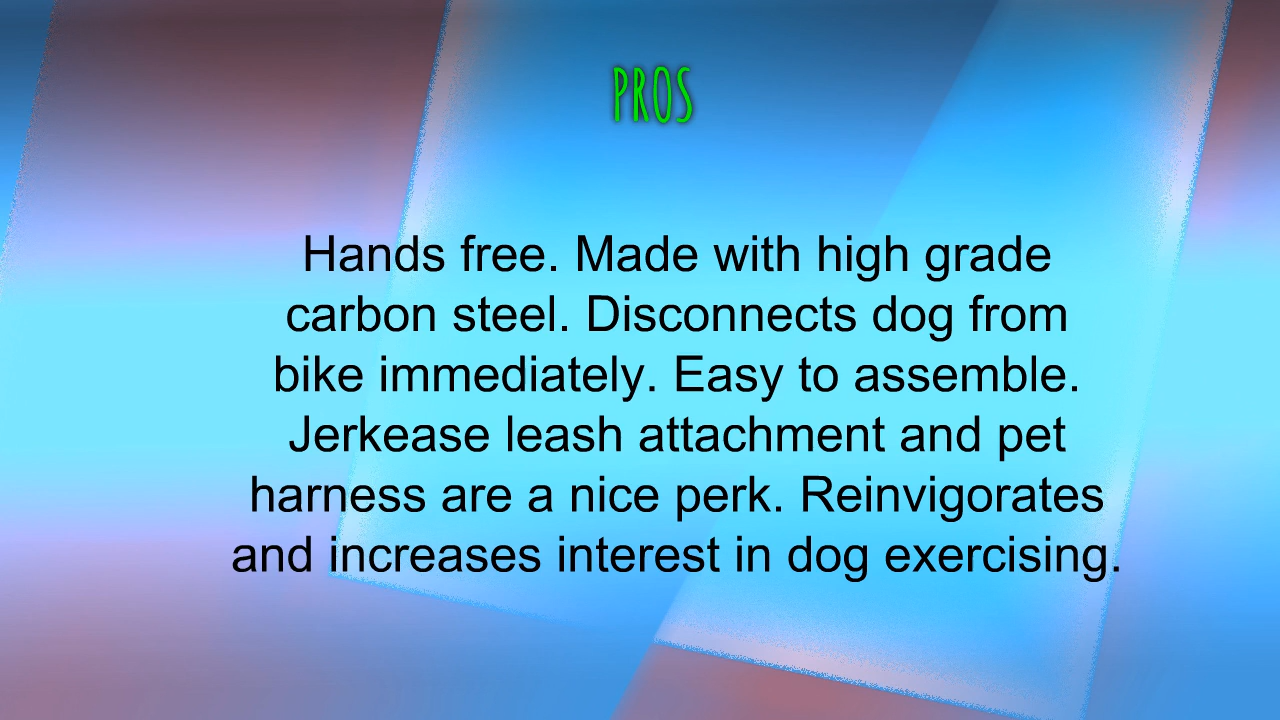 PROS
Hands free. Made with high grade
carbon steel. Disconnects dog from
bike immediately. Easy to assemble.
Jerkease leash attachment and pet
harness are a nice perk. Reinvigorates
and increases interest in dog exercising.